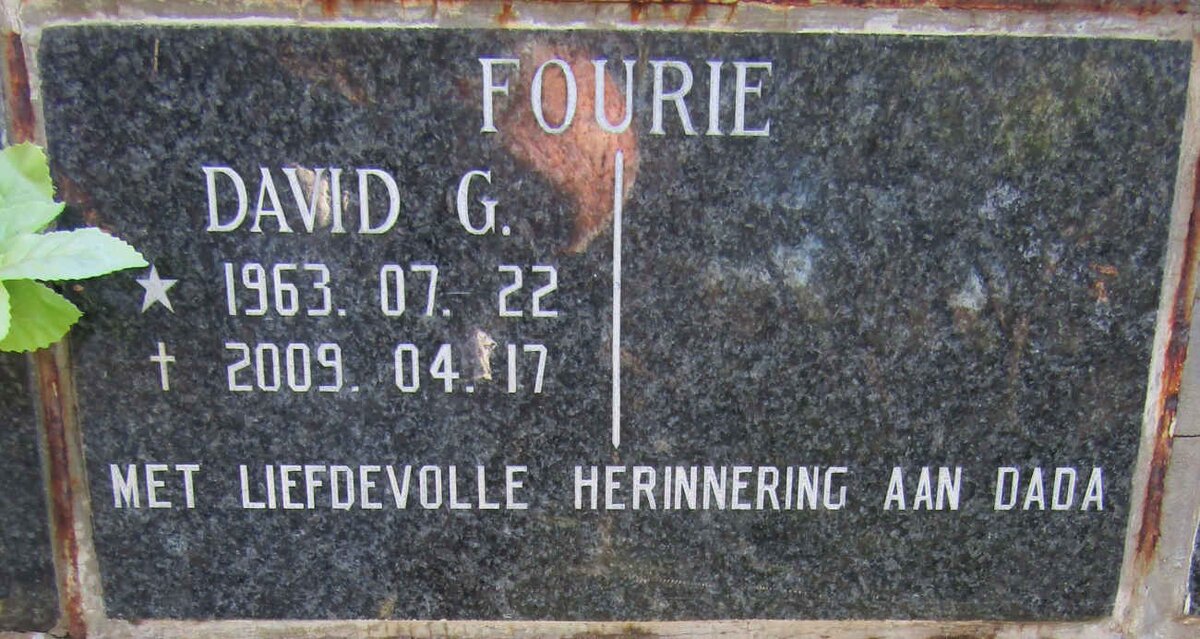 FOURIE
DAVID G.
★ 1963. 07. 22
† 2009. 04. 17
MET LIEFDEVOLLE HERINNERING AAN DADA